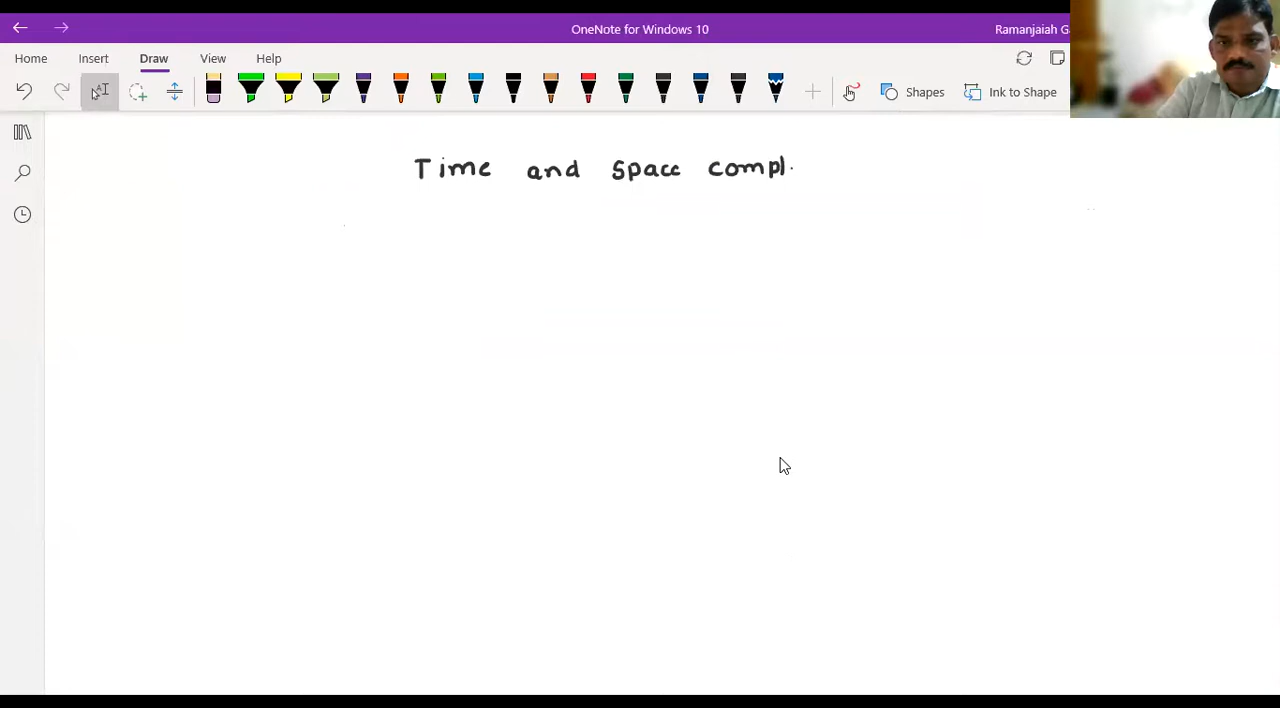 OneNote for Windows 10
Ramanjaiah G
Home Insert Draw View Help
Shapes Ink to Shape
Time and Space compl